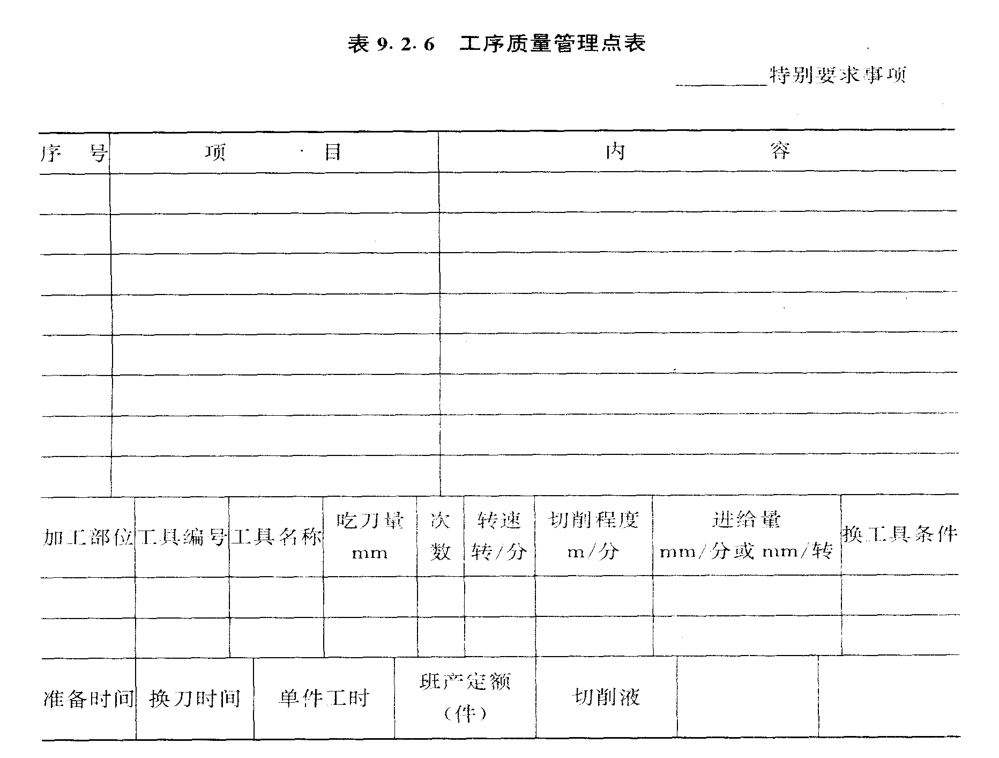 表 9. 2. 6 工序质量管理点表
______特别要求事项
序 号 项 目 内 容
加工部位 工具编号 工具名称 吃刀量 mm 次数 转速 转/分 切削程度 m/分 进给量 mm/分或 mm/转 换工具条件
准备时间 换刀时间 单件工时 班产定额 (件) 切削液